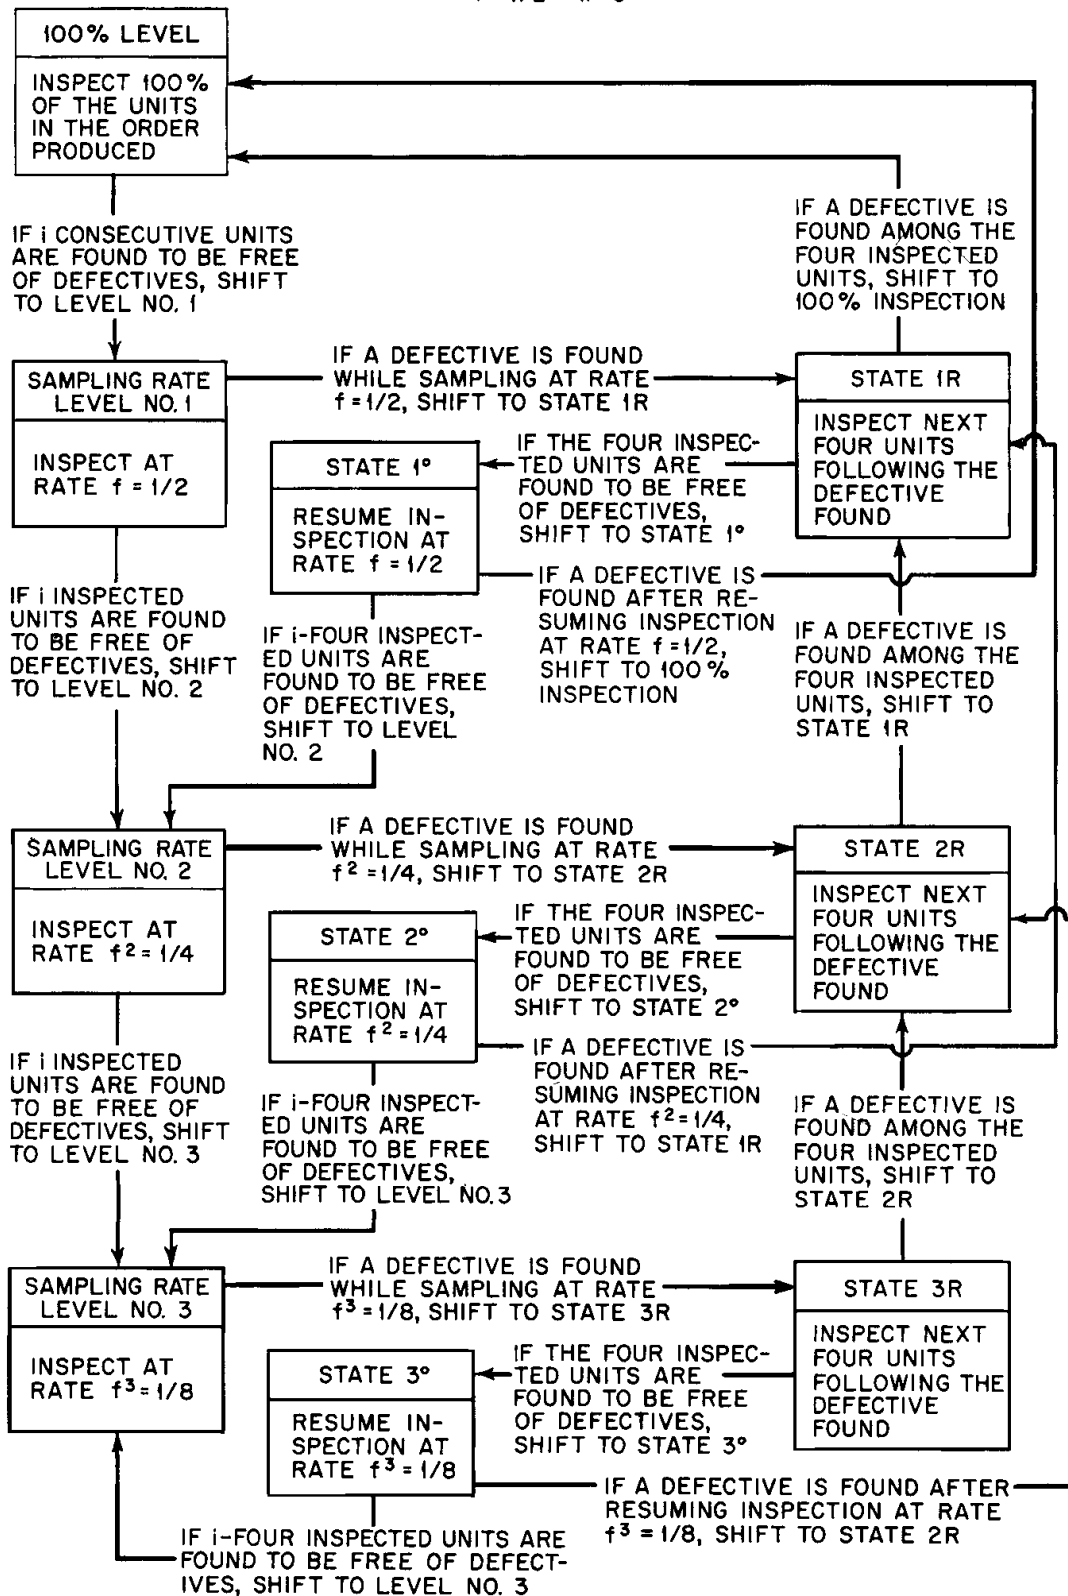 100% LEVEL
INSPECT 100%
OF THE UNITS
IN THE ORDER
PRODUCED
IF i CONSECUTIVE UNITS
ARE FOUND TO BE FREE
OF DEFECTIVES, SHIFT
TO LEVEL NO. 1
IF A DEFECTIVE IS
FOUND AMONG THE
FOUR INSPECTED
UNITS, SHIFT TO
100% INSPECTION
SAMPLING RATE
LEVEL NO. 1
INSPECT AT
RATE f = 1/2
IF A DEFECTIVE IS FOUND
WHILE SAMPLING AT RATE
f = 1/2, SHIFT TO STATE 1R
STATE 1R
INSPECT NEXT
FOUR UNITS
FOLLOWING THE
DEFECTIVE
FOUND
IF THE FOUR INSPEC-
TED UNITS ARE
FOUND TO BE FREE
OF DEFECTIVES,
SHIFT TO STATE 1°
STATE 1°
RESUME IN-
SPECTION AT
RATE f = 1/2
IF A DEFECTIVE IS
FOUND AFTER RE-
SUMING INSPECTION
AT RATE f = 1/2,
SHIFT TO 100%
INSPECTION
IF i INSPECTED
UNITS ARE FOUND
TO BE FREE OF
DEFECTIVES, SHIFT
TO LEVEL NO. 2
IF i-FOUR INSPECT-
ED UNITS ARE
FOUND TO BE FREE
OF DEFECTIVES,
SHIFT TO LEVEL
NO. 2
IF A DEFECTIVE IS
FOUND AMONG THE
FOUR INSPECTED
UNITS, SHIFT TO
STATE 1R
SAMPLING RATE
LEVEL NO. 2
INSPECT AT
RATE f² = 1/4
IF A DEFECTIVE IS FOUND
WHILE SAMPLING AT RATE
f² = 1/4, SHIFT TO STATE 2R
STATE 2R
INSPECT NEXT
FOUR UNITS
FOLLOWING THE
DEFECTIVE
FOUND
IF THE FOUR INSPEC-
TED UNITS ARE
FOUND TO BE FREE
OF DEFECTIVES,
SHIFT TO STATE 2°
STATE 2°
RESUME IN-
SPECTION AT
RATE f² = 1/4
IF A DEFECTIVE IS
FOUND AFTER RE-
SUMING INSPECTION
AT RATE f² = 1/4,
SHIFT TO STATE 1R
IF i INSPECTED
UNITS ARE FOUND
TO BE FREE OF
DEFECTIVES, SHIFT
TO LEVEL NO. 3
IF i-FOUR INSPECT-
ED UNITS ARE
FOUND TO BE FREE
OF DEFECTIVES,
SHIFT TO LEVEL NO. 3
IF A DEFECTIVE IS
FOUND AMONG THE
FOUR INSPECTED
UNITS, SHIFT TO
STATE 2R
SAMPLING RATE
LEVEL NO. 3
INSPECT AT
RATE f³ = 1/8
IF A DEFECTIVE IS FOUND
WHILE SAMPLING AT RATE
f³ = 1/8, SHIFT TO STATE 3R
STATE 3R
INSPECT NEXT
FOUR UNITS
FOLLOWING THE
DEFECTIVE
FOUND
IF THE FOUR INSPEC-
TED UNITS ARE
FOUND TO BE FREE
OF DEFECTIVES,
SHIFT TO STATE 3°
STATE 3°
RESUME IN-
SPECTION AT
RATE f³ = 1/8
IF A DEFECTIVE IS FOUND AFTER
RESUMING INSPECTION AT RATE
f³ = 1/8, SHIFT TO STATE 2R
IF i-FOUR INSPECTED UNITS ARE
FOUND TO BE FREE OF DEFECT-
IVES, SHIFT TO LEVEL NO. 3